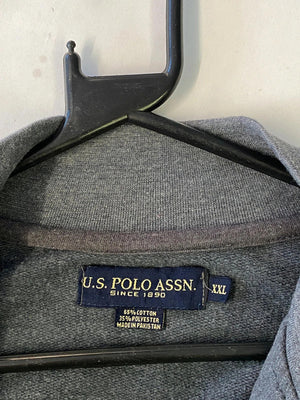 U.S. POLO ASSN.
SINCE 1890
XXL
65% COTTON
35% POLYESTER
MADE IN PAKISTAN